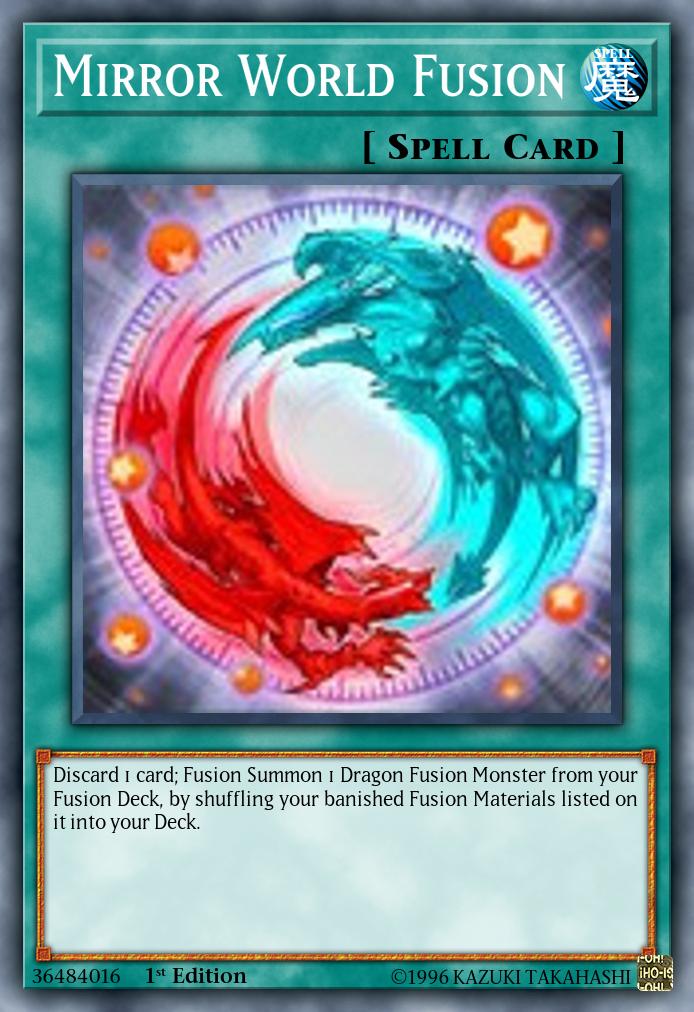 MIRROR WORLD FUSION
SPELL
魔
[ SPELL CARD ]
Discard 1 card; Fusion Summon 1 Dragon Fusion Monster from your
Fusion Deck, by shuffling your banished Fusion Materials listed on
it into your Deck.
36484016 1st Edition ©1996 KAZUKI TAKAHASHI